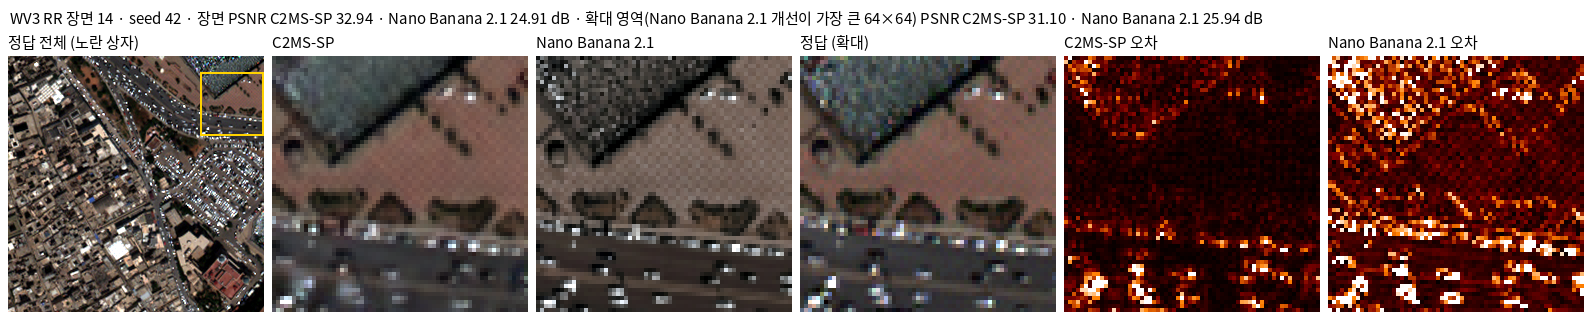 WV3 RR 장면 14 · seed 42 · 장면 PSNR C2MS-SP 32.94 · Nano Banana 2.1 24.91 dB · 확대 영역(Nano Banana 2.1 개선이 가장 큰 64×64) PSNR C2MS-SP 31.10 · Nano Banana 2.1 25.94 dB
정답 전체 (노란 상자)
C2MS-SP
Nano Banana 2.1
정답 (확대)
C2MS-SP 오차
Nano Banana 2.1 오차